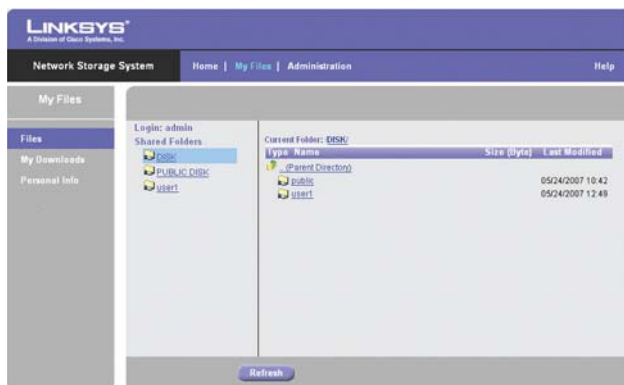 LINKSYS®
A Division of Cisco Systems, Inc.
Network Storage System
Home | My Files | Administration
Help
My Files
Files
My Downloads
Personal Info
Login: admin
Shared Folders
DISK
PUBLIC DISK
user1
Current Folder: DISK/
Type Name Size (Byte) Last Modified
.. (Parent Directory)
public 05/24/2007 10:42
user1 05/24/2007 12:49
Refresh